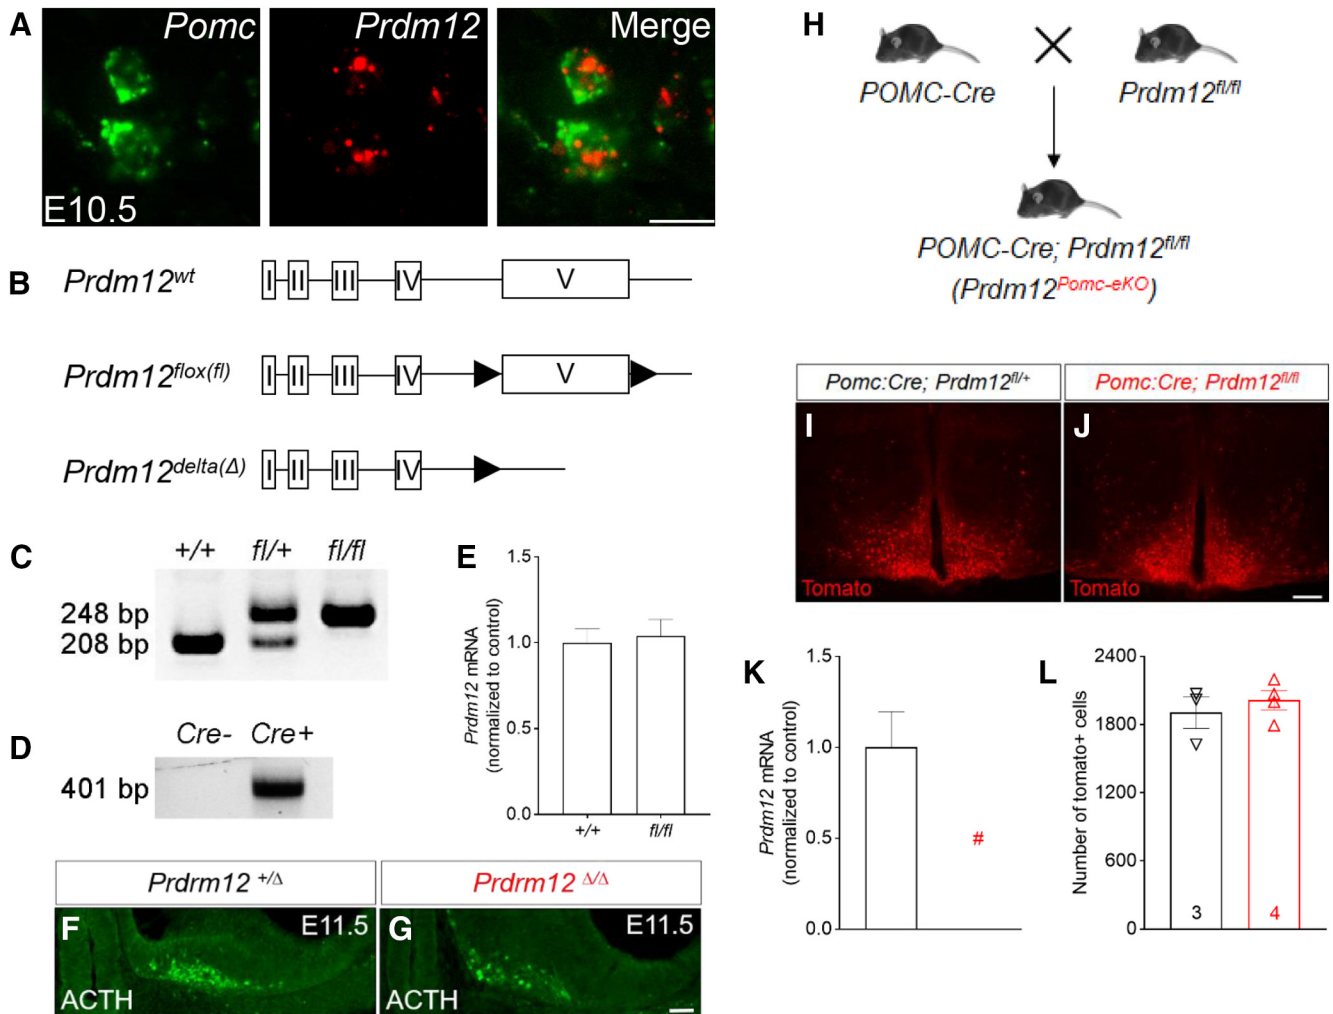 A
Pomc
Prdm12
Merge
E10.5
B
Prdm12wt
I II III IV V
Prdm12flox(fl)
I II III IV V
Prdm12delta(Δ)
I II III IV
C
+/+ fl/+ fl/fl
248 bp
208 bp
D
Cre- Cre+
401 bp
E
Prdm12 mRNA
(normalized to control)
1.5
1.0
0.5
0.0
+/+ fl/fl
Prdrm12 +/Δ
Prdrm12 Δ/Δ
F
E11.5
ACTH
G
E11.5
ACTH
H
POMC-Cre
Prdm12fl/fl
POMC-Cre; Prdm12fl/fl
(Prdm12Pomc-eKO)
Pomc:Cre; Prdm12fl/+
Pomc:Cre; Prdm12fl/fl
I
Tomato
J
Tomato
K
Prdm12 mRNA
(normalized to control)
1.5
1.0
0.5
0.0
#
L
Number of tomato+ cells
2400
1800
1200
600
0
3
4